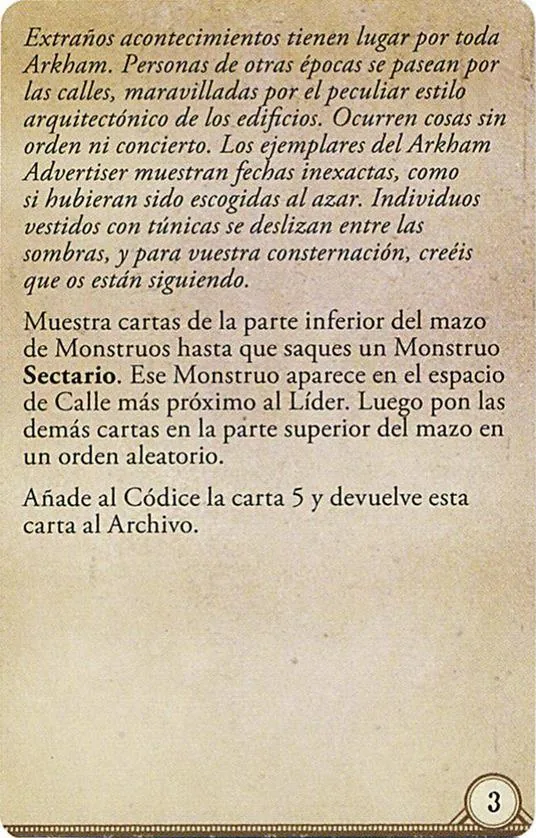 Extraños acontecimientos tienen lugar por toda
Arkham. Personas de otras épocas se pasean por
las calles, maravilladas por el peculiar estilo
arquitectónico de los edificios. Ocurren cosas sin
orden ni concierto. Los ejemplares del Arkham
Advertiser muestran fechas inexactas, como
si hubieran sido escogidas al azar. Individuos
vestidos con túnicas se deslizan entre las
sombras, y para vuestra consternación, creéis
que os están siguiendo.
Muestra cartas de la parte inferior del mazo
de Monstruos hasta que saques un Monstruo
Sectario. Ese Monstruo aparece en el espacio
de Calle más próximo al Líder. Luego pon las
demás cartas en la parte superior del mazo en
un orden aleatorio.
Añade al Códice la carta 5 y devuelve esta
carta al Archivo.
3